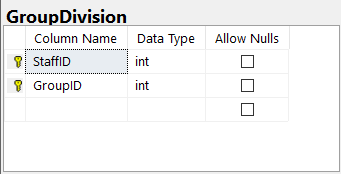 GroupDivision
Column Name Data Type Allow Nulls
StaffID int
GroupID int